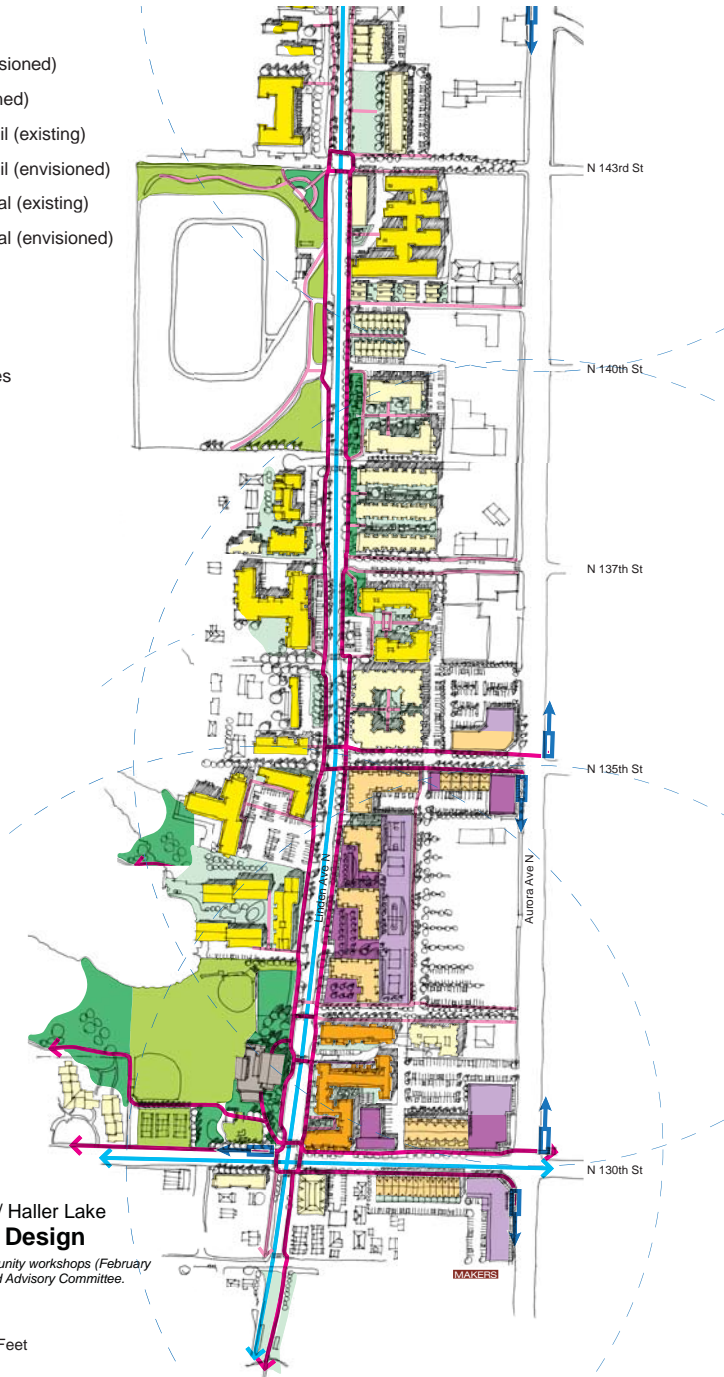 isioned)
ned)
il (existing)
il (envisioned)
al (existing)
al (envisioned)
es
N 143rd St
N 140th St
N 137th St
N 135th St
Linden Ave N
Aurora Ave N
N 130th St
/ Haller Lake
Design
unity workshops (February
d Advisory Committee.
MAKERS
Feet